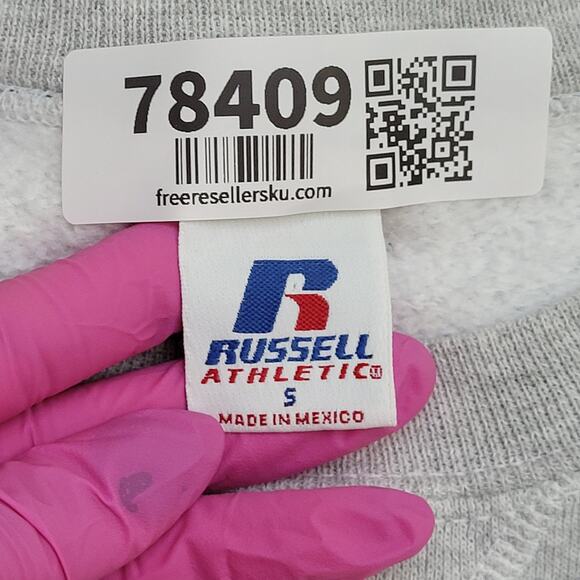 78409
freeresellersku.com
RUSSELL
ATHLETIC
S
MADE IN MEXICO